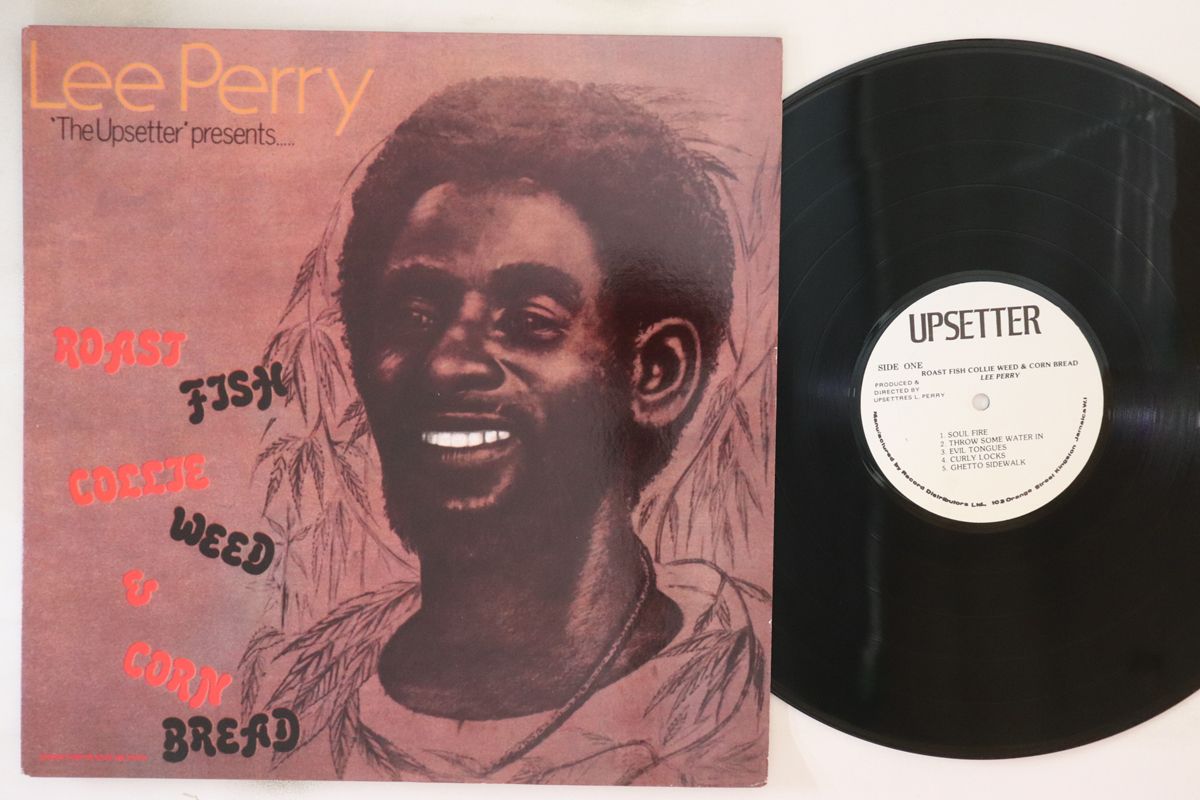 Lee Perry
'The Upsetter' presents.....
ROAST
FISH
COLLIE
WEED
&
CORN
BREAD
UPSETTER
SIDE ONE
ROAST FISH COLLIE WEED & CORN BREAD
LEE PERRY
PRODUCED &
DIRECTED BY
UPSETTRES L. PERRY
1. SOUL FIRE
2. THROW SOME WATER IN
3. EVIL TONGUES
4. CURLY LOCKS
5. GHETTO SIDEWALK
Manufactured by Record Distributors Ltd., 103 Orange Street Kingston Jamaica W.I